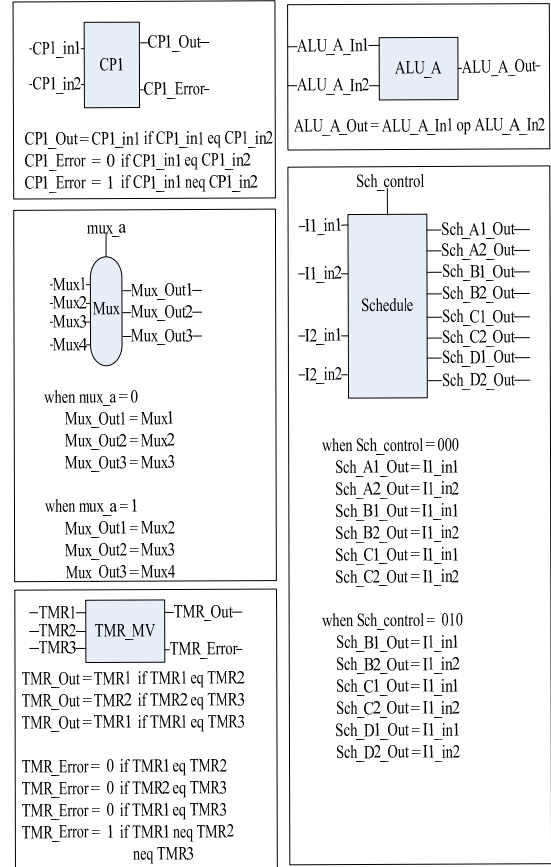 CP1_in1
CP1_in2
CP1
CP1_Out
CP1_Error
CP1_Out=CP1_in1 if CP1_in1 eq CP1_in2
CP1_Error = 0 if CP1_in1 eq CP1_in2
CP1_Error = 1 if CP1_in1 neq CP1_in2
ALU_A_In1
ALU_A_In2
ALU_A
ALU_A_Out
ALU_A_Out = ALU_A_In1 op ALU_A_In2
mux_a
Mux1
Mux2
Mux3
Mux4
Mux
Mux_Out1
Mux_Out2
Mux_Out3
when mux_a=0
Mux_Out1 = Mux1
Mux_Out2 = Mux2
Mux_Out3 = Mux3
when mux_a=1
Mux_Out1 = Mux2
Mux_Out2 = Mux3
Mux_Out3 = Mux4
TMR1
TMR2
TMR3
TMR_MV
TMR_Out
TMR_Error
TMR_Out=TMR1 if TMR1 eq TMR2
TMR_Out=TMR2 if TMR2 eq TMR3
TMR_Out=TMR1 if TMR1 eq TMR3
TMR_Error= 0 if TMR1 eq TMR2
TMR_Error= 0 if TMR2 eq TMR3
TMR_Error= 0 if TMR1 eq TMR3
TMR_Error= 1 if TMR1 neq TMR2
neq TMR3
Sch_control
I1_in1
I1_in2
I2_in1
I2_in2
Schedule
Sch_A1_Out
Sch_A2_Out
Sch_B1_Out
Sch_B2_Out
Sch_C1_Out
Sch_C2_Out
Sch_D1_Out
Sch_D2_Out
when Sch_control=000
Sch_A1_Out=I1_in1
Sch_A2_Out=I1_in2
Sch_B1_Out=I1_in1
Sch_B2_Out=I1_in2
Sch_C1_Out=I1_in1
Sch_C2_Out=I1_in2
when Sch_control= 010
Sch_B1_Out=I1_in1
Sch_B2_Out=I1_in2
Sch_C1_Out=I1_in1
Sch_C2_Out=I1_in2
Sch_D1_Out=I1_in1
Sch_D2_Out=I1_in2